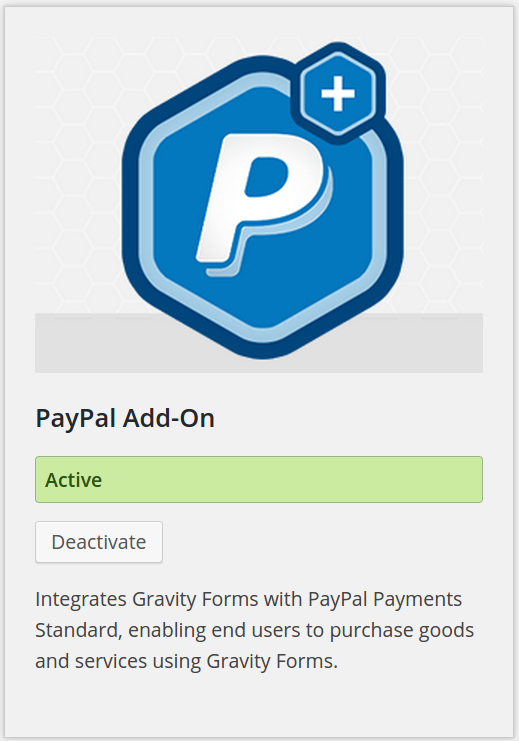 P
+
PayPal Add-On
Active
Deactivate
Integrates Gravity Forms with PayPal Payments
Standard, enabling end users to purchase goods
and services using Gravity Forms.